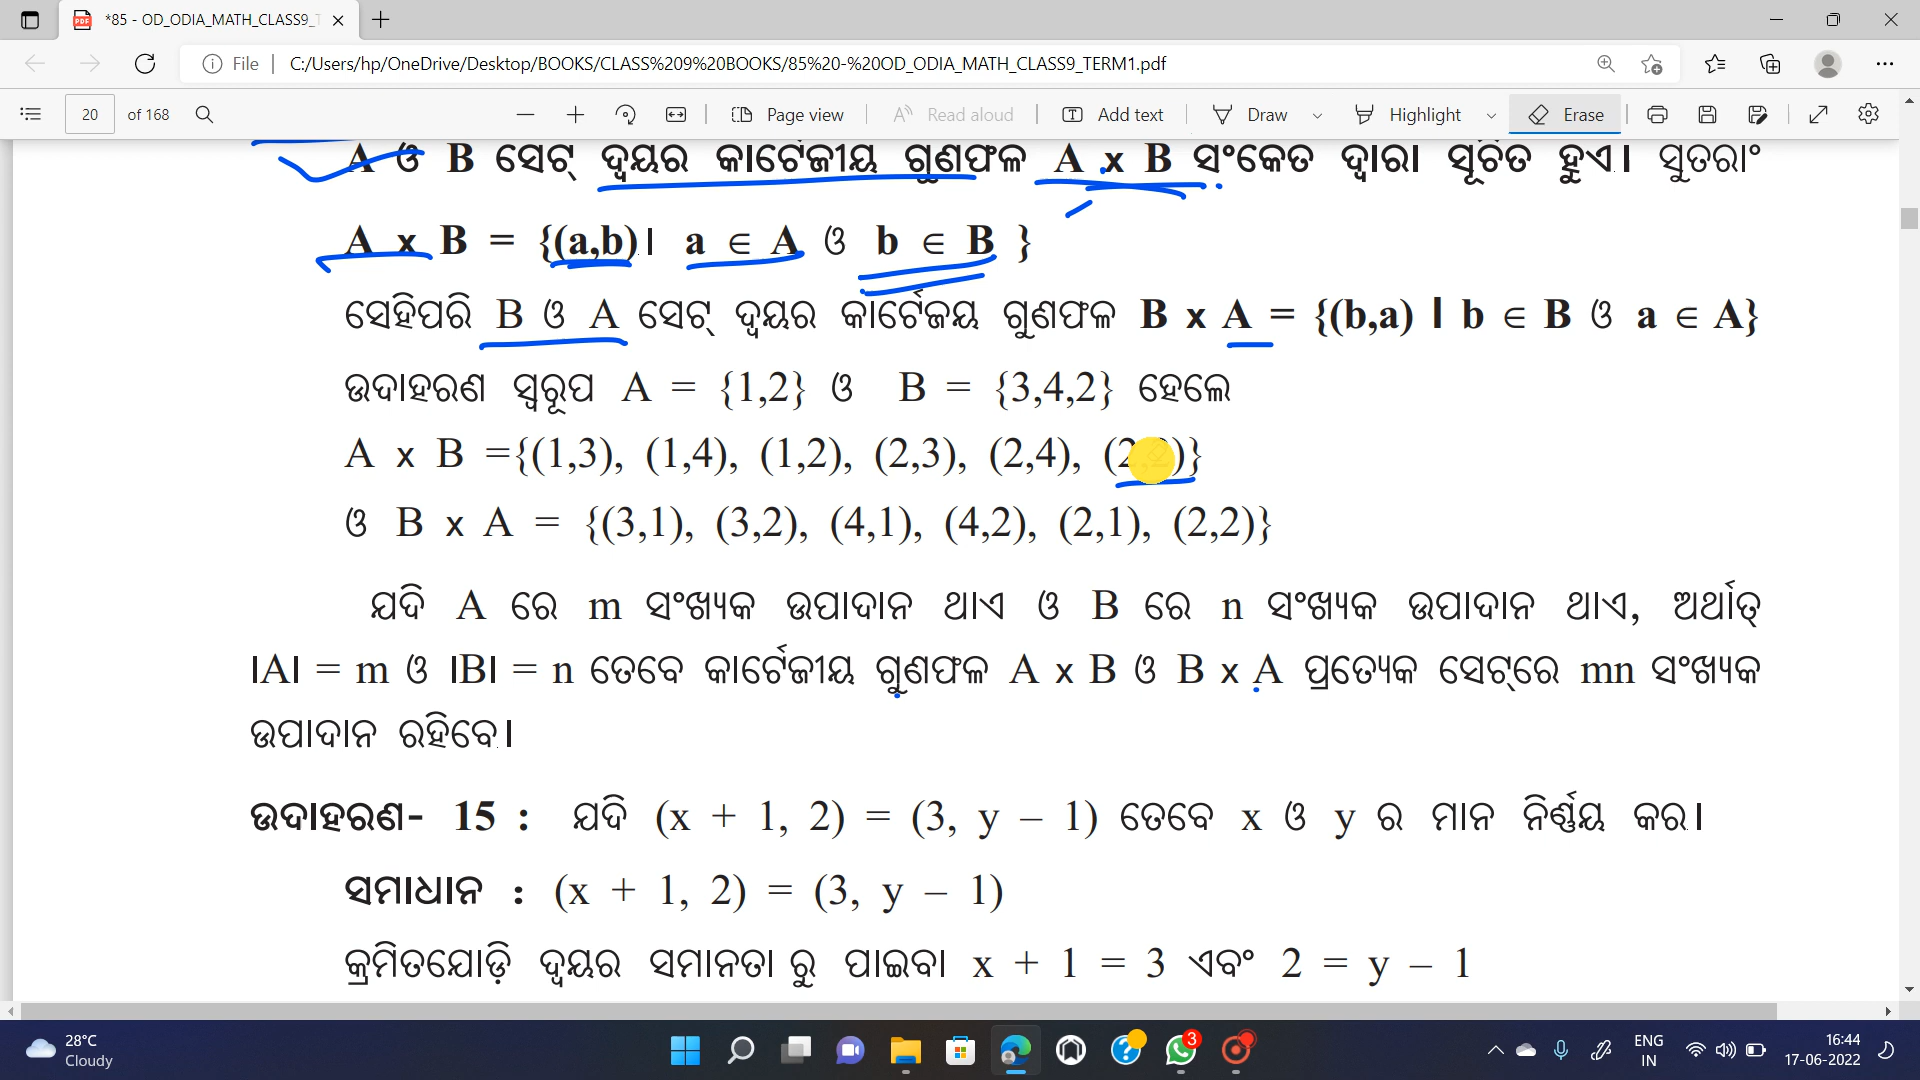 *85 - OD_ODIA_MATH_CLASS9_T
File
C:/Users/hp/OneDrive/Desktop/BOOKS/CLASS%209%20BOOKS/85%20-%20OD_ODIA_MATH_CLASS9_TERM1.pdf
20 of 168 Page view Read aloud Add text Draw Highlight Erase
A ଓ B ସେଟ୍ ଦ୍ୱୟର କାର୍ଟେଜୀୟ ଗୁଣଫଳ A x B ସଂକେତ ଦ୍ୱାରା ସୂଚିତ ହୁଏ। ସୁତରାଂ
A x B = {(a,b)। a ∈ A ଓ b ∈ B }
ସେହିପରି B ଓ A ସେଟ୍ ଦ୍ୱୟର କାର୍ଟେଜୟ ଗୁଣଫଳ B x A = {(b,a) । b ∈ B ଓ a ∈ A}
ଉଦାହରଣ ସ୍ୱରୂପ A = {1,2} ଓ B = {3,4,2} ହେଲେ
A x B ={(1,3), (1,4), (1,2), (2,3), (2,4), (2,2)}
ଓ B x A = {(3,1), (3,2), (4,1), (4,2), (2,1), (2,2)}
ଯଦି A ରେ m ସଂଖ୍ୟକ ଉପାଦାନ ଥାଏ ଓ B ରେ n ସଂଖ୍ୟକ ଉପାଦାନ ଥାଏ, ଅର୍ଥାତ୍
।A। = m ଓ ।B। = n ତେବେ କାର୍ଟେଜୀୟ ଗୁଣଫଳ A x B ଓ B x A ପ୍ରତ୍ୟେକ ସେଟ୍‌ରେ mn ସଂଖ୍ୟକ
ଉପାଦାନ ରହିବେ।
ଉଦାହରଣ- 15 : ଯଦି (x + 1, 2) = (3, y – 1) ତେବେ x ଓ y ର ମାନ ନିର୍ଣ୍ଣୟ କର।
ସମାଧାନ : (x + 1, 2) = (3, y – 1)
କ୍ରମିତଯୋଡ଼ି ଦ୍ୱୟର ସମାନତା ରୁ ପାଇବା x + 1 = 3 ଏବଂ 2 = y – 1
28°C
Cloudy
3
ENG
IN
16:44
17-06-2022